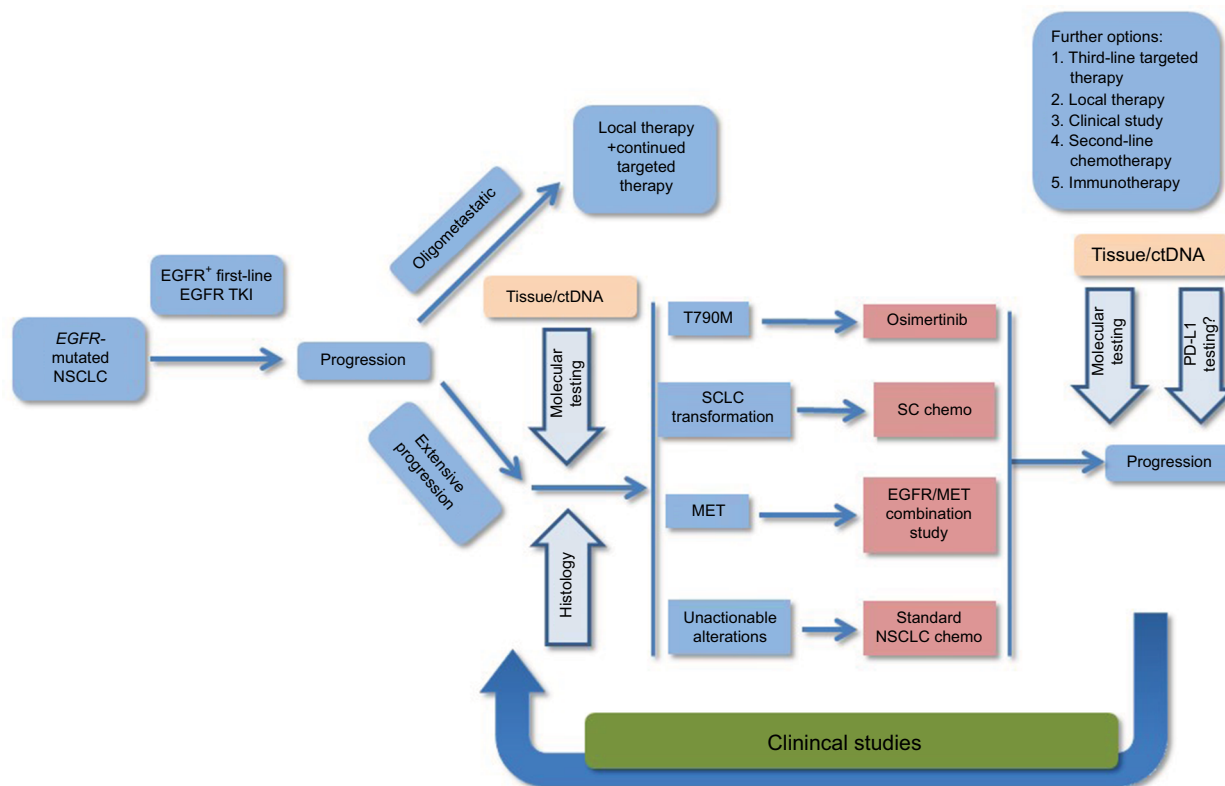 EGFR-
mutated
NSCLC
EGFR+ first-line
EGFR TKI
Progression
Oligometastatic
Local therapy
+continued
targeted
therapy
Extensive
progression
Tissue/ctDNA
Molecular
testing
Histology
T790M
Osimertinib
SCLC
transformation
SC chemo
MET
EGFR/MET
combination
study
Unactionable
alterations
Standard
NSCLC chemo
Further options:
1. Third-line targeted
therapy
2. Local therapy
3. Clinical study
4. Second-line
chemotherapy
5. Immunotherapy
Tissue/ctDNA
Molecular
testing
PD-L1
testing?
Progression
Clinincal studies